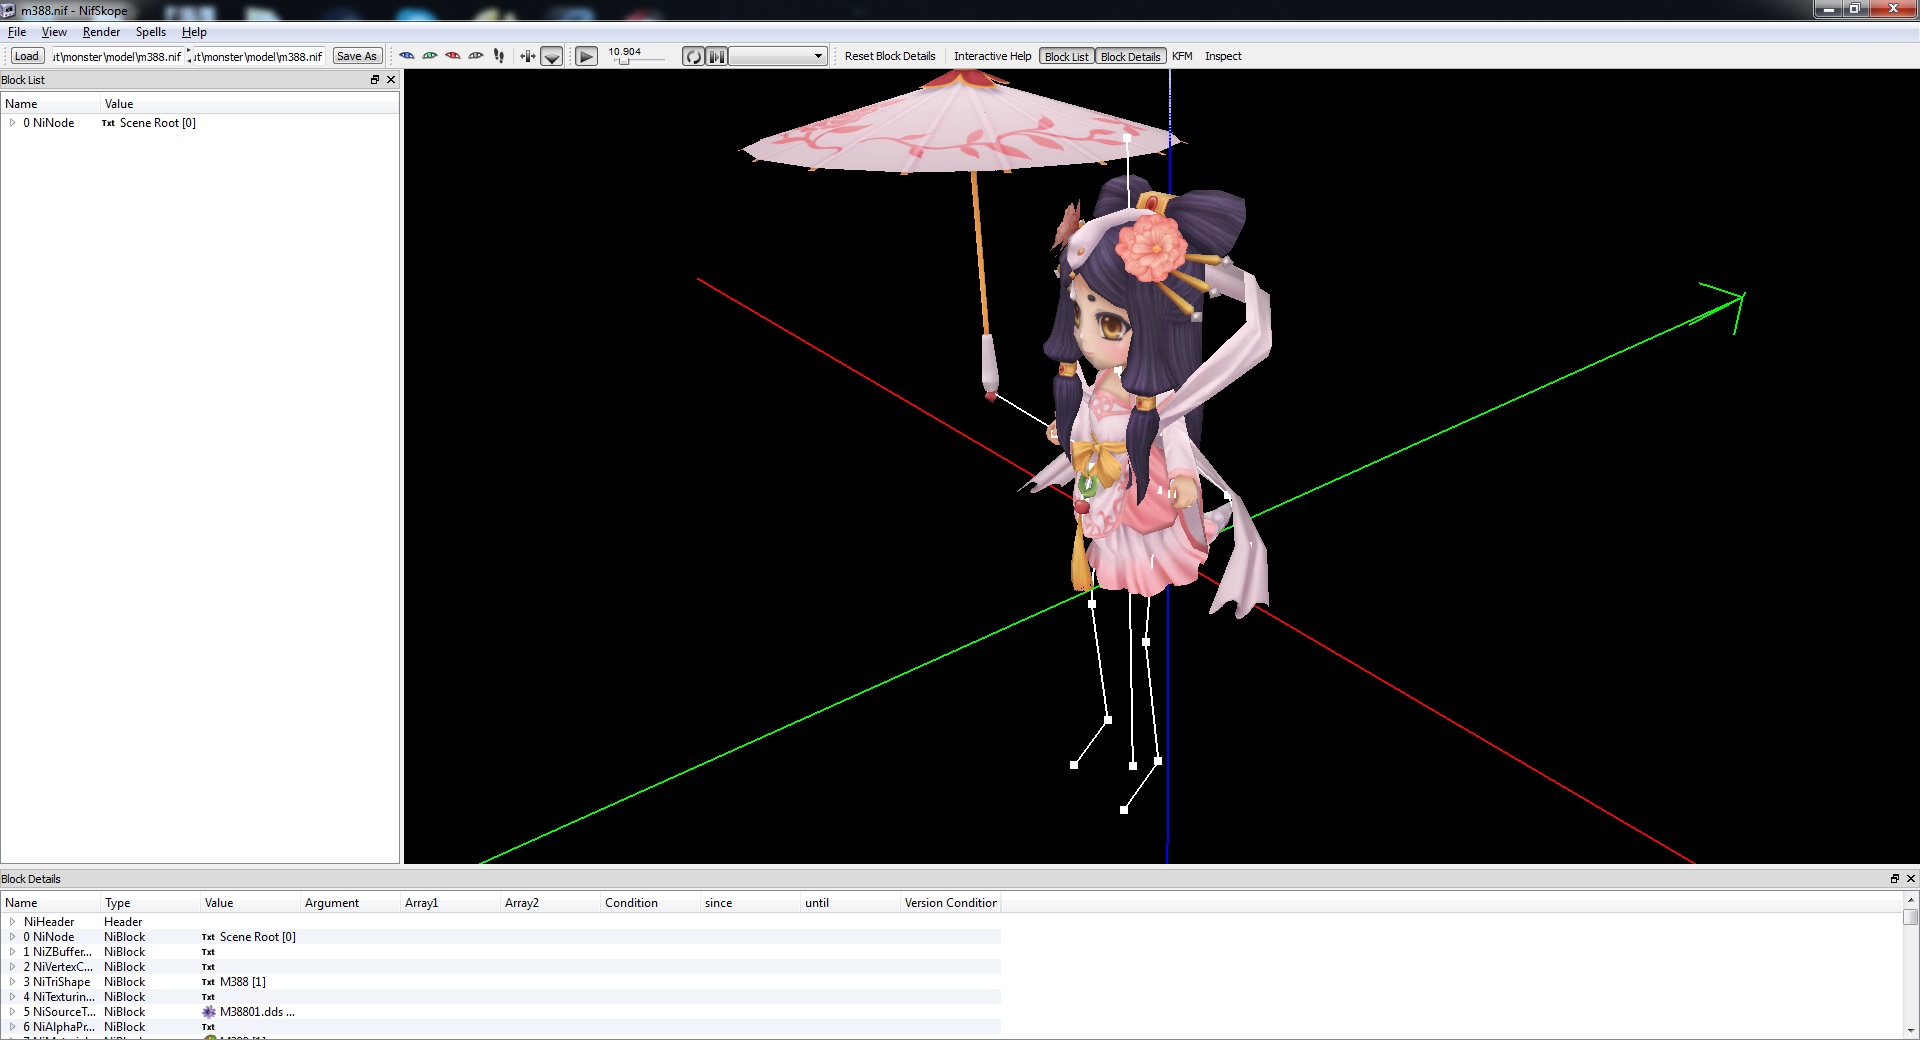 m388.nif - NifSkope
File View Render Spells Help
Load ut\monster\model\m388.nif ut\monster\model\m388.nif Save As 10.904 Reset Block Details Interactive Help Block List Block Details KFM Inspect
Block List
Name Value
0 NiNode Txt Scene Root [0]
Block Details
Name Type Value Argument Array1 Array2 Condition since until Version Condition
NiHeader Header
0 NiNode NiBlock Txt Scene Root [0]
1 NiZBuffer... NiBlock Txt
2 NiVertexC... NiBlock Txt
3 NiTriShape NiBlock Txt M388 [1]
4 NiTexturin... NiBlock Txt
5 NiSourceT... NiBlock M38801.dds ...
6 NiAlphaPr... NiBlock Txt